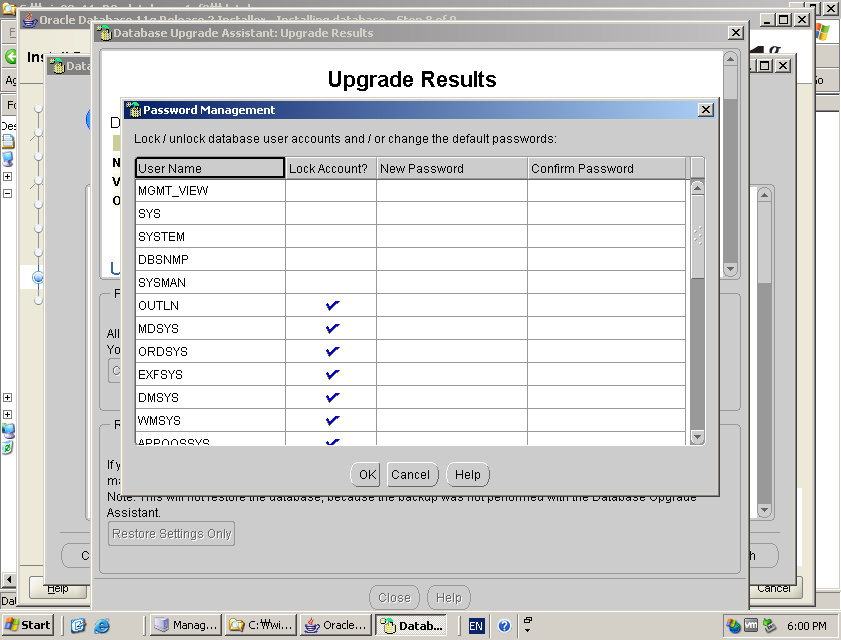 Oracle Database 11g Release 2 Installer - Installing database - Step 8 of 9
Database Upgrade Assistant: Upgrade Results
Upgrade Results
Password Management
Lock / unlock database user accounts and / or change the default passwords:
User Name Lock Account? New Password Confirm Password
MGMT_VIEW
SYS
SYSTEM
DBSNMP
SYSMAN
OUTLN
MDSYS
ORDSYS
EXFSYS
DMSYS
WMSYS
APPQOSSYS
OK Cancel Help
Note: This will not restore the database, because the backup was not performed with the Database Upgrade
Assistant.
Restore Settings Only
Close Help
Help
Cancel
Start Manag... C:₩wi... Oracle... Datab... EN 6:00 PM